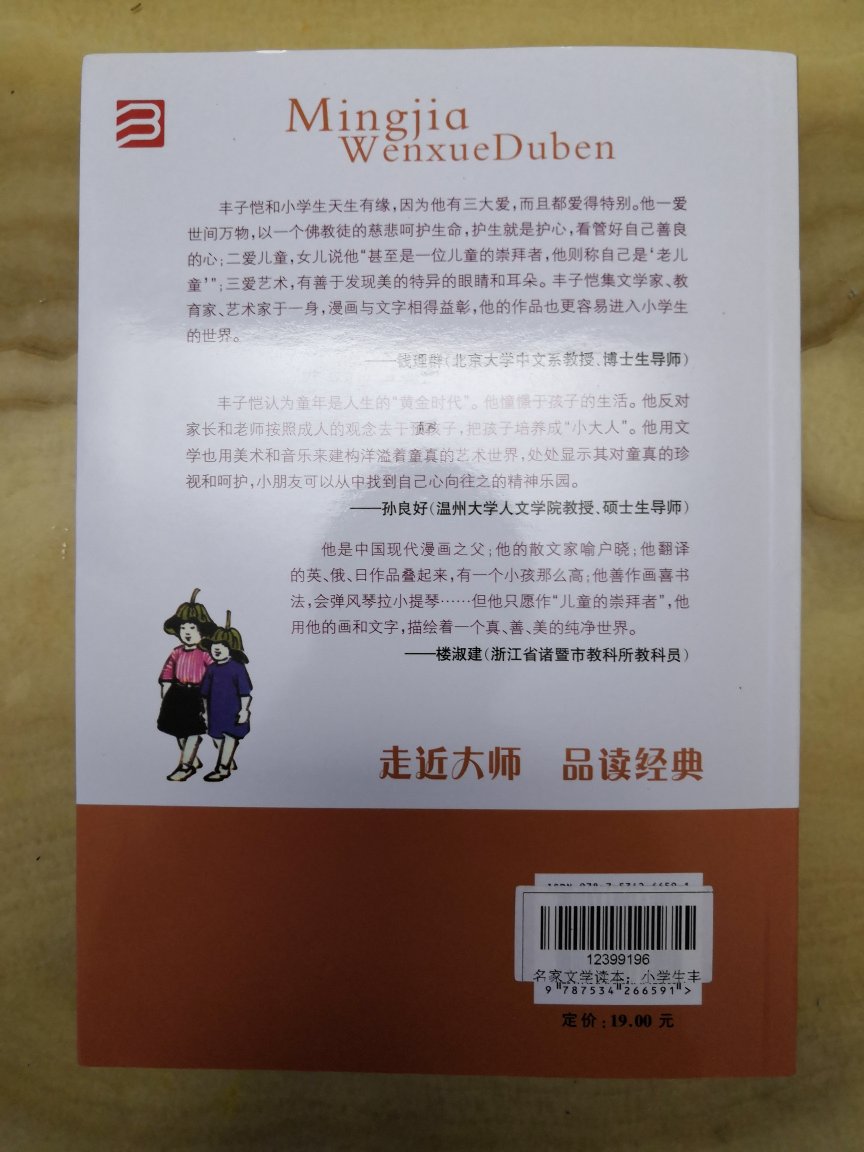 Mingjia
WenxueDuben
丰子恺和小学生天生有缘，因为他有三大爱，而且都爱得特别。他一爱
世间万物，以一个佛教徒的慈悲呵护生命，护生就是护心，看管好自己善良
的心；二爱儿童，女儿说他“甚至是一位儿童的崇拜者，他则称自己是‘老儿
童’”；三爱艺术，有善于发现美的特异的眼睛和耳朵。丰子恺集文学家、教
育家、艺术家于一身，漫画与文字相得益彰，他的作品也更容易进入小学生
的世界。
——钱理群（北京大学中文系教授、博士生导师）
丰子恺认为童年是人生的“黄金时代”。他憧憬于孩子的生活。他反对
家长和老师按照成人的观念去干预孩子，把孩子培养成“小大人”。他用文
学也用美术和音乐来建构洋溢着童真的艺术世界，处处显示其对童真的珍
视和呵护，小朋友可以从中找到自己心向往之的精神乐园。
——孙良好（温州大学人文学院教授、硕士生导师）
他是中国现代漫画之父；他的散文家喻户晓；他翻译
的英、俄、日作品叠起来，有一个小孩那么高；他善作画喜书
法，会弹风琴拉小提琴……但他只愿作“儿童的崇拜者”，他
用他的画和文字，描绘着一个真、善、美的纯净世界。
——楼淑建（浙江省诸暨市教科所教科员）
走近大师 品读经典
ISBN 978-7-5342-6659-1
12399196
名家文学读本：小学生丰
9 787534 266591 >
定价：19.00 元